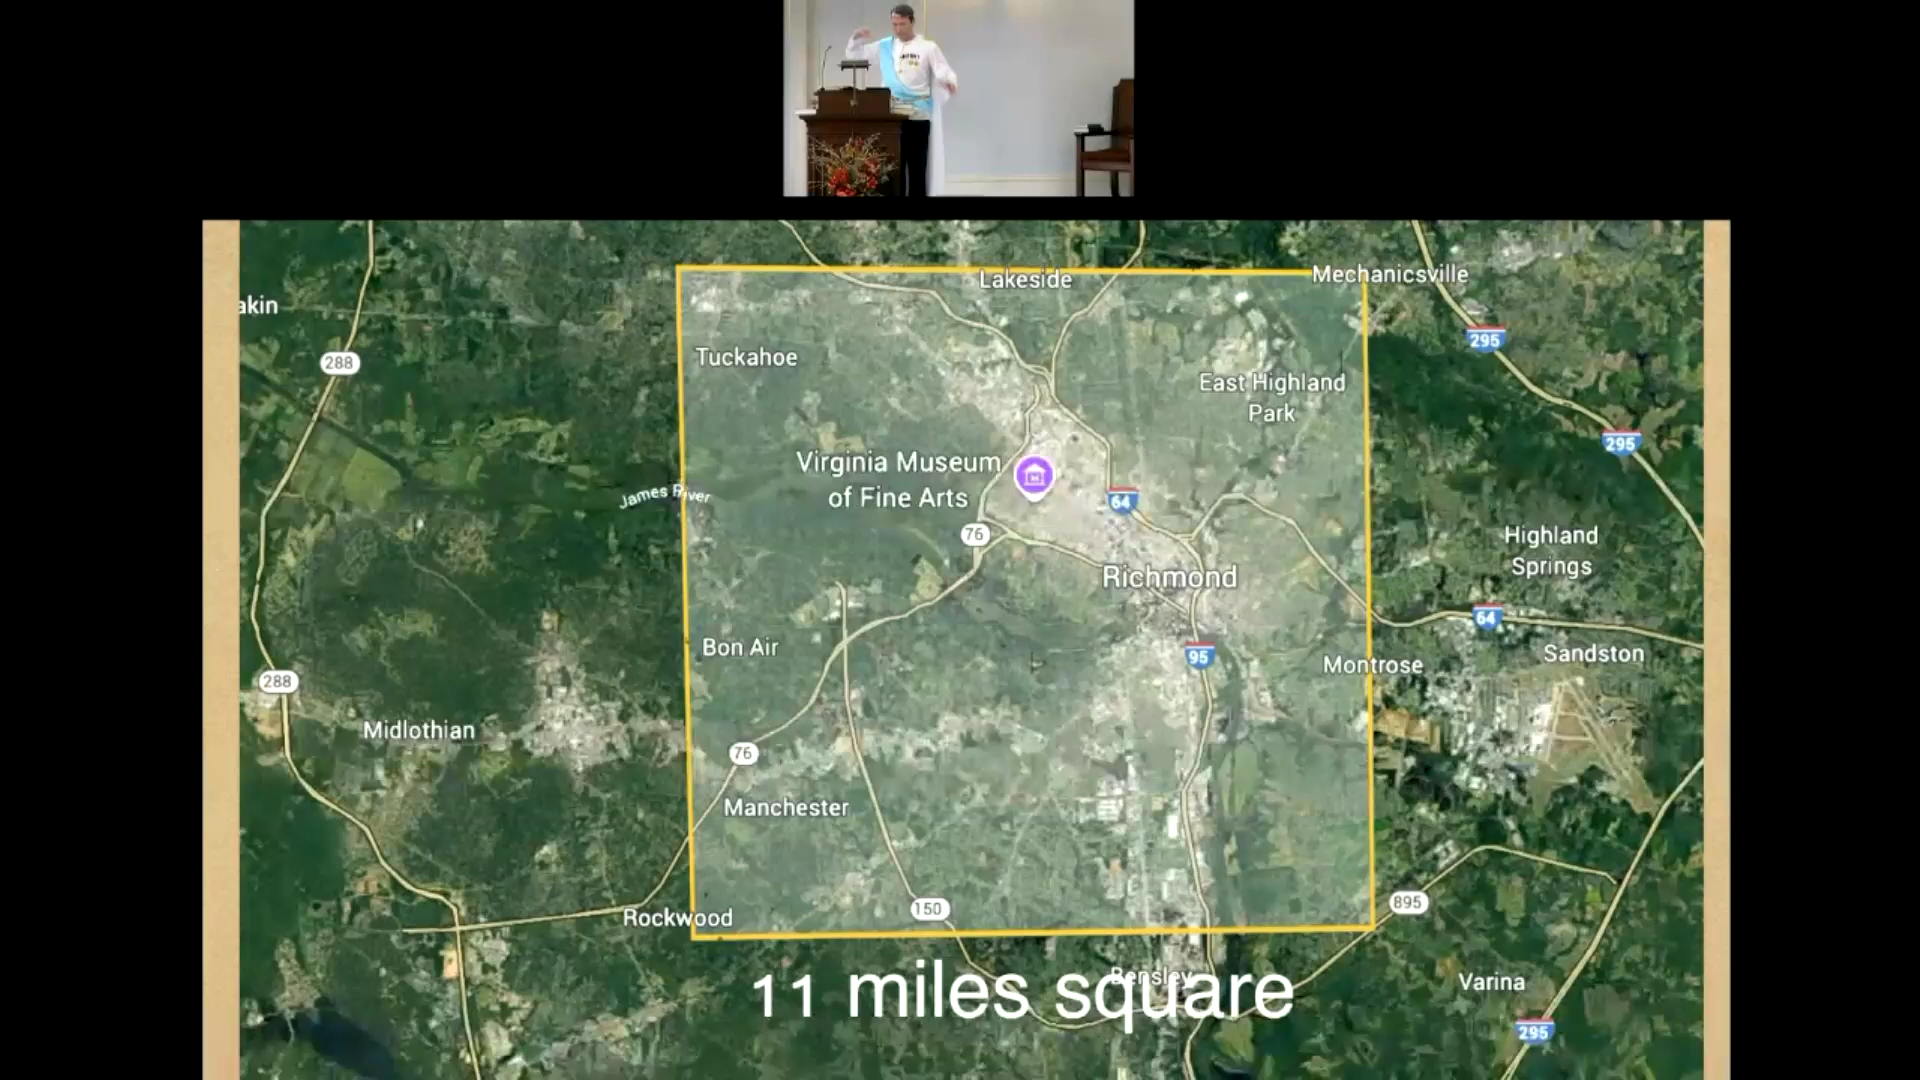 Lakeside
Mechanicsville
akin
295
Tuckahoe
288
East Highland
Park
295
Virginia Museum
of Fine Arts
James River
64
76
Highland
Springs
Richmond
64
Bon Air
95
Montrose
Sandston
288
Midlothian
76
Manchester
Rockwood
150
895
Bensley
11 miles square
Varina
295